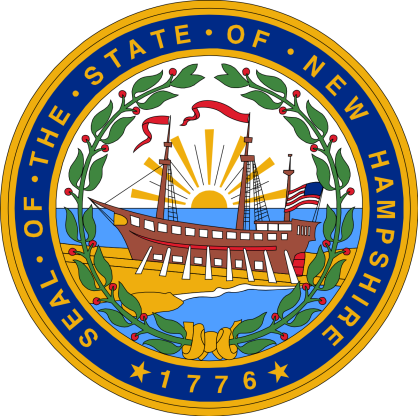 SEAL • OF • THE • STATE • OF • NEW HAMPSHIRE
★ 1776 ★